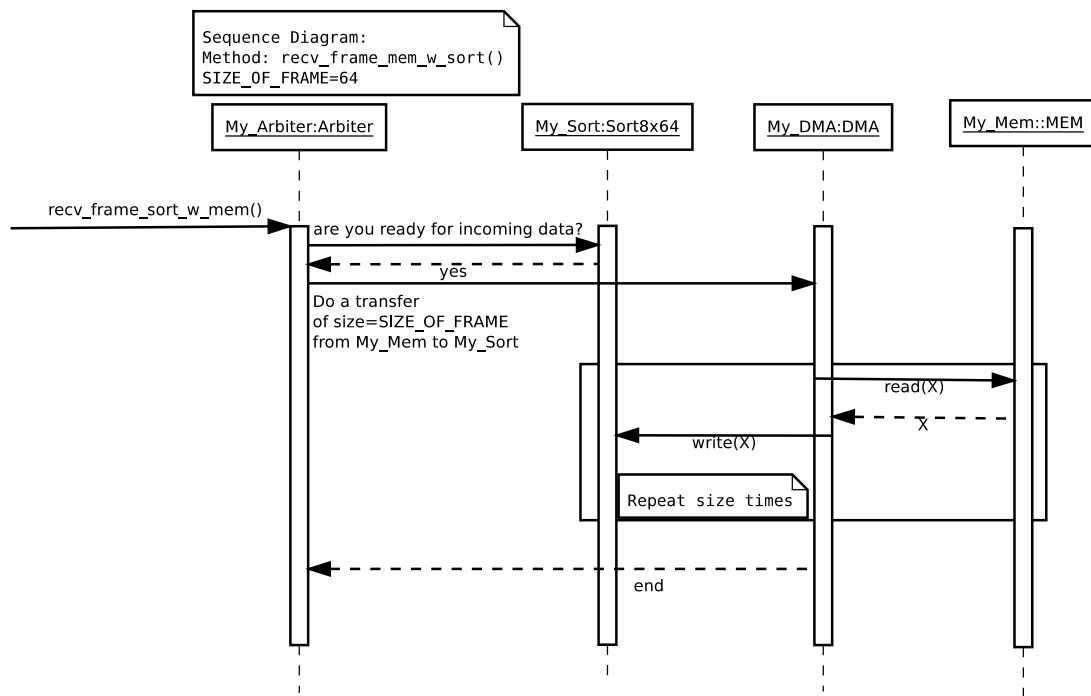 Sequence Diagram:
Method: recv_frame_mem_w_sort()
SIZE_OF_FRAME=64
My_Arbiter:Arbiter
My_Sort:Sort8x64
My_DMA:DMA
My_Mem::MEM
recv_frame_sort_w_mem()
are you ready for incoming data?
yes
Do a transfer
of size=SIZE_OF_FRAME
from My_Mem to My_Sort
read(X)
X
write(X)
Repeat size times
end